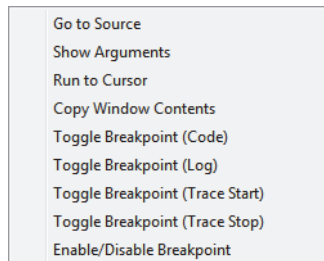 Go to Source
Show Arguments
Run to Cursor
Copy Window Contents
Toggle Breakpoint (Code)
Toggle Breakpoint (Log)
Toggle Breakpoint (Trace Start)
Toggle Breakpoint (Trace Stop)
Enable/Disable Breakpoint